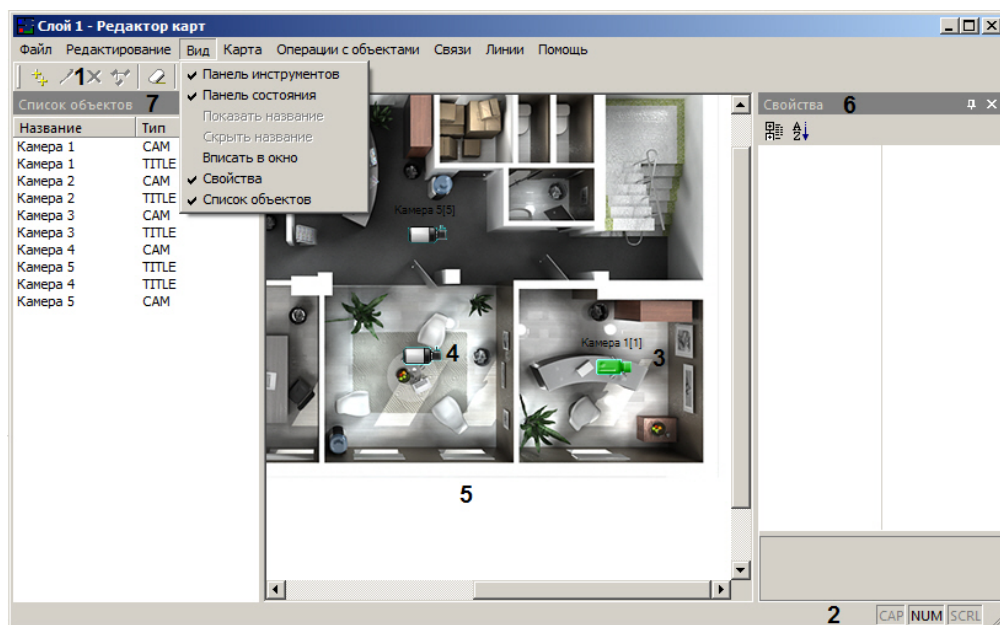 Слой 1 - Редактор карт
Файл Редактирование Вид Карта Операции с объектами Связи Линии Помощь
1
Панель инструментов
Панель состояния
Показать название
Скрыть название
Вписать в окно
Свойства
Список объектов
Список объектов 7
Название Тип
Камера 1 CAM
Камера 1 TITLE
Камера 2 CAM
Камера 2 TITLE
Камера 3 CAM
Камера 3 TITLE
Камера 4 CAM
Камера 5 TITLE
Камера 4 TITLE
Камера 5 CAM
Камера 5[5]
Камера 1[1]
3
4
5
Свойства 6
2 CAP NUM SCRL